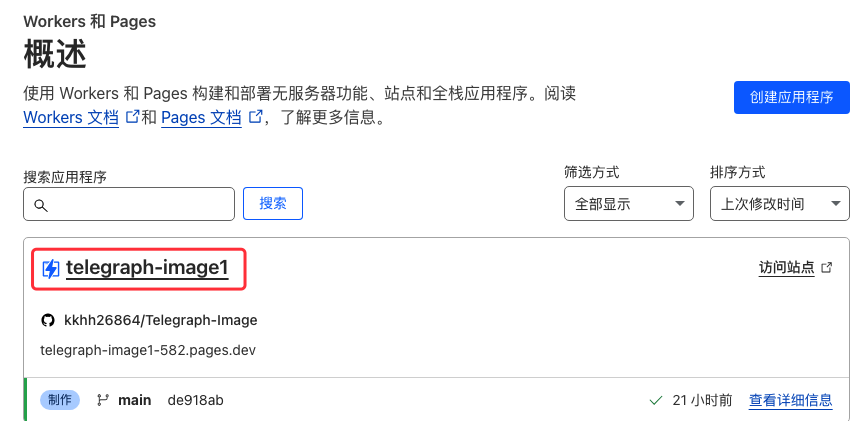 Workers 和 Pages
概述
使用 Workers 和 Pages 构建和部署无服务器功能、站点和全栈应用程序。阅读
Workers 文档 和 Pages 文档 ，了解更多信息。
创建应用程序
搜索应用程序
搜索
筛选方式
全部显示
排序方式
上次修改时间
telegraph-image1
访问站点
kkhh26864/Telegraph-Image
telegraph-image1-582.pages.dev
制作 main de918ab 21 小时前 查看详细信息